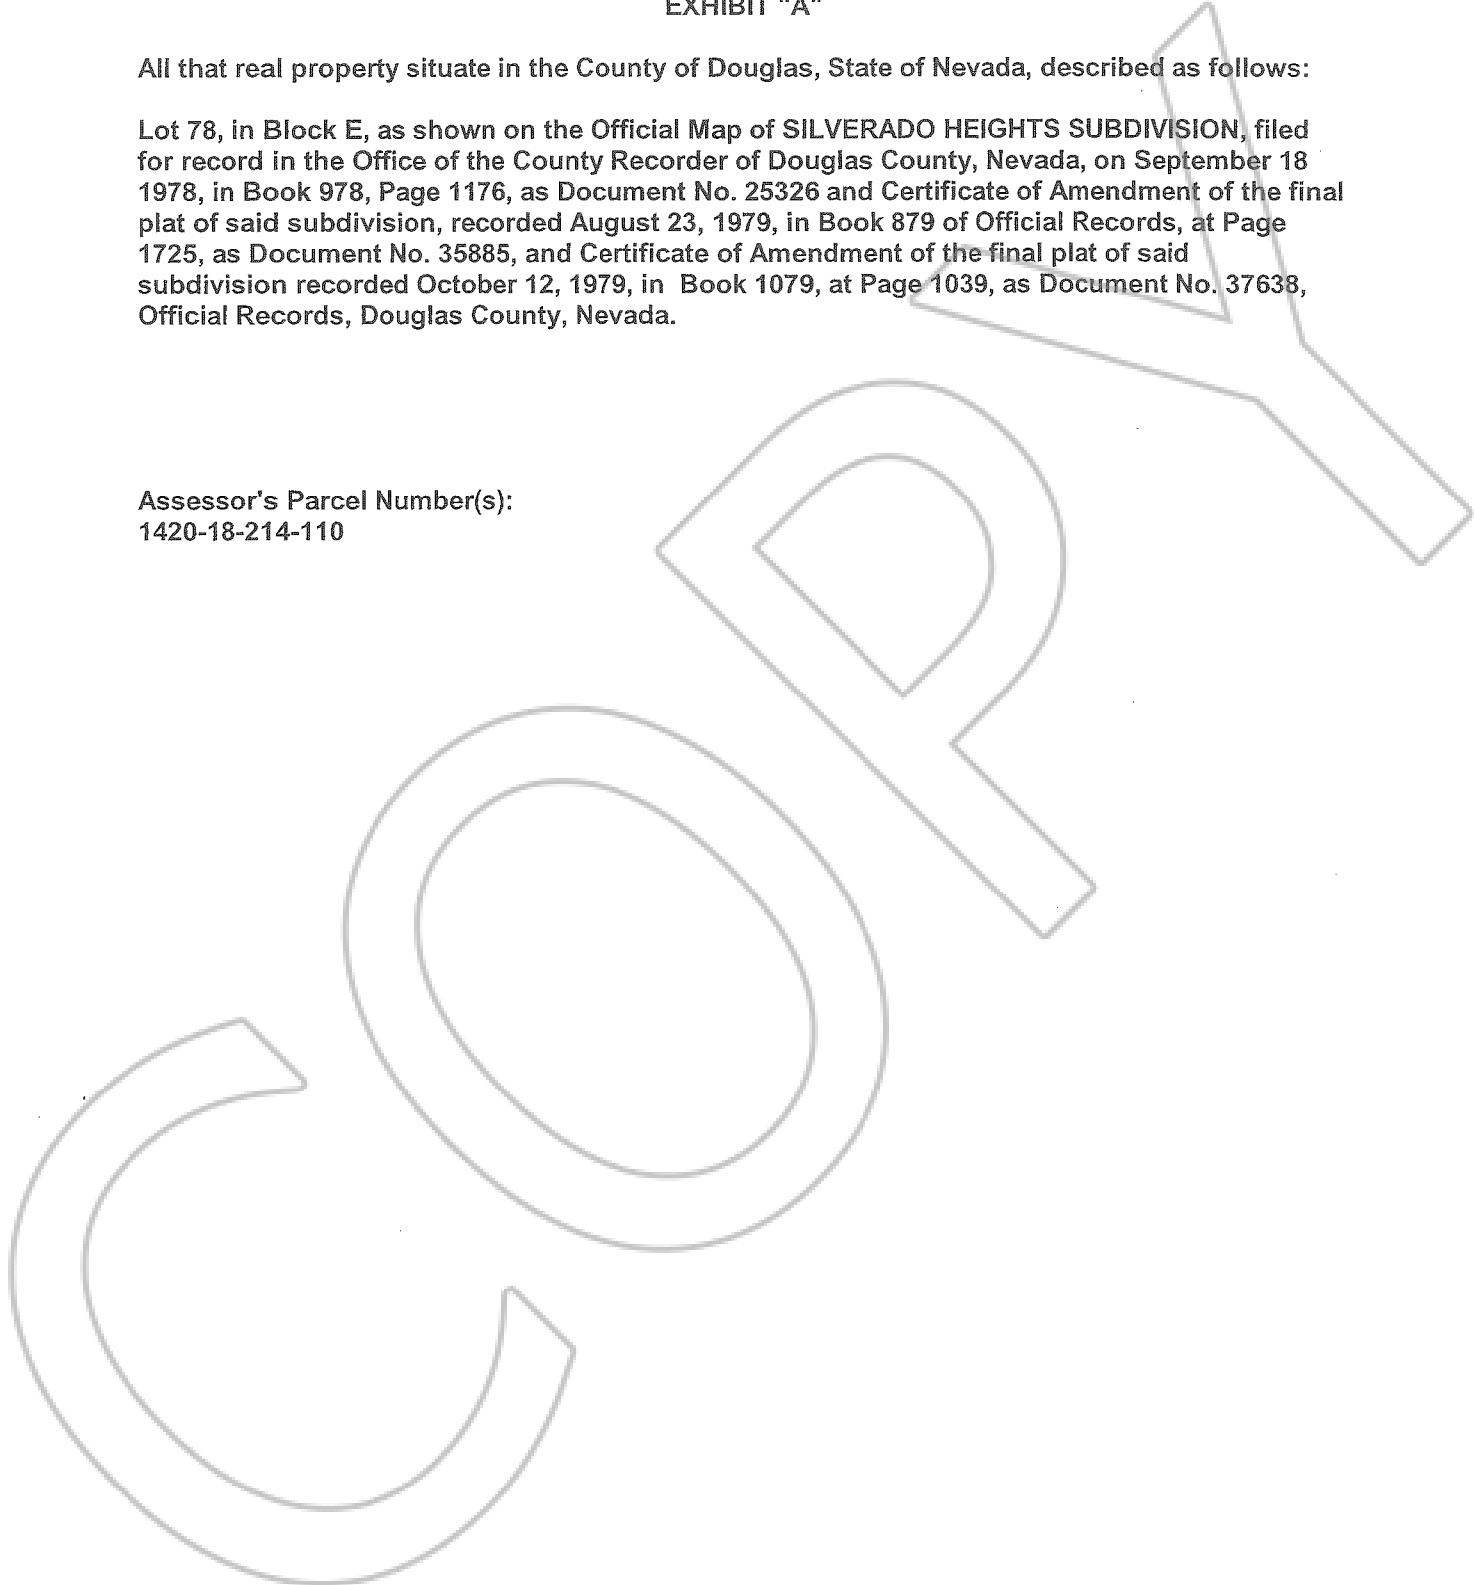 EXHIBIT "A"
All that real property situate in the County of Douglas, State of Nevada, described as follows:
Lot 78, in Block E, as shown on the Official Map of SILVERADO HEIGHTS SUBDIVISION, filed
for record in the Office of the County Recorder of Douglas County, Nevada, on September 18
1978, in Book 978, Page 1176, as Document No. 25326 and Certificate of Amendment of the final
plat of said subdivision, recorded August 23, 1979, in Book 879 of Official Records, at Page
1725, as Document No. 35885, and Certificate of Amendment of the final plat of said
subdivision recorded October 12, 1979, in  Book 1079, at Page 1039, as Document No. 37638,
Official Records, Douglas County, Nevada.
Assessor's Parcel Number(s):
1420-18-214-110
COPY